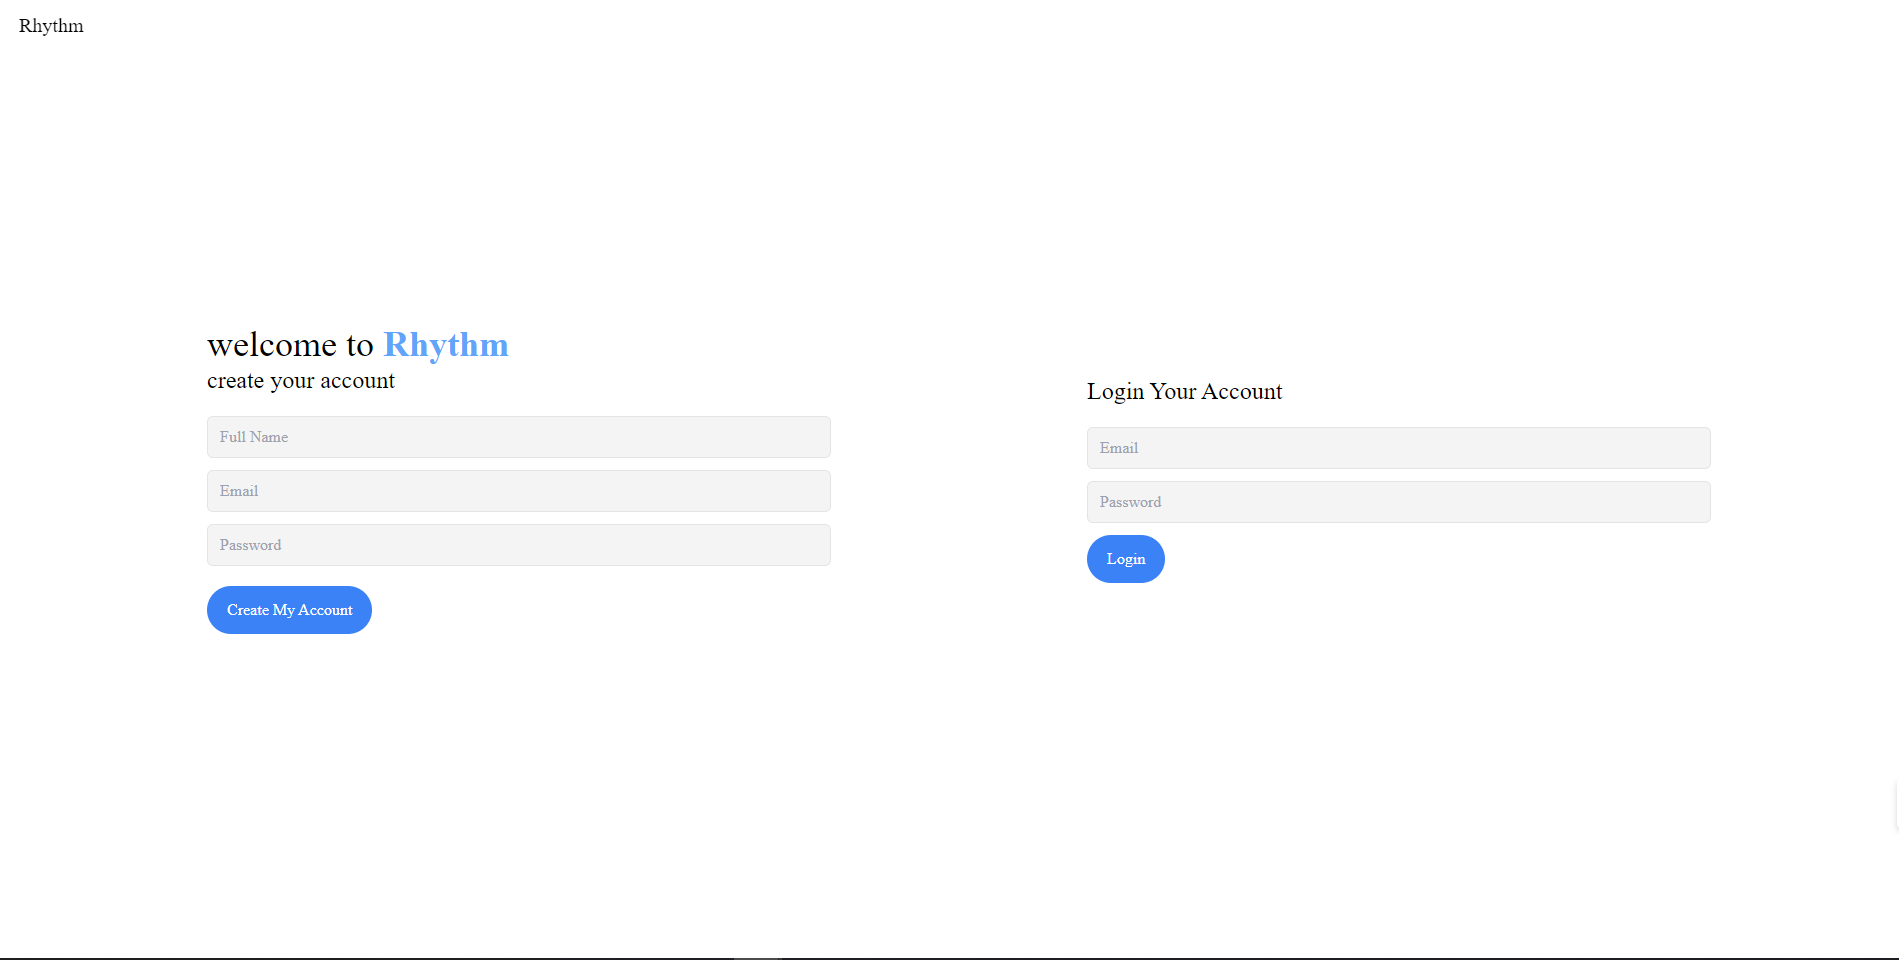 Rhythm
welcome to Rhythm
create your account
Full Name
Email
Password
Create My Account
Login Your Account
Email
Password
Login